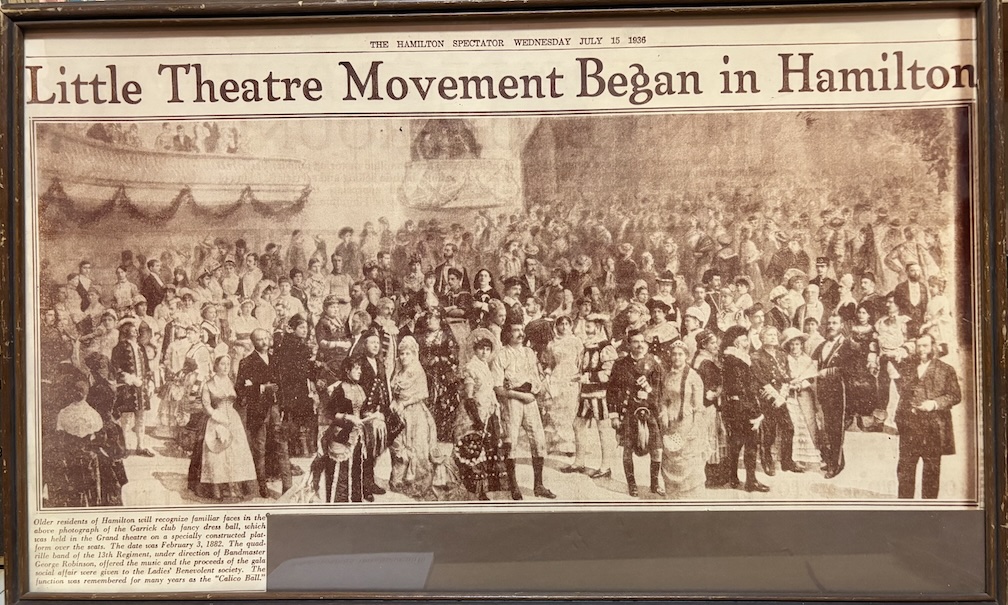 THE HAMILTON SPECTATOR WEDNESDAY JULY 15 1936
Little Theatre Movement Began in Hamilton
Older residents of Hamilton will recognize familiar faces in the
above photograph of the Garrick club fancy dress ball, which
was held in the Grand theatre on a specially constructed plat-
form over the seats. The date was February 3, 1882. The quad-
rille band of the 13th Regiment, under direction of Bandmaster
George Robinson, offered the music and the proceeds of the gala
social affair were given to the Ladies' Benevolent society. The
function was remembered for many years as the "Calico Ball."